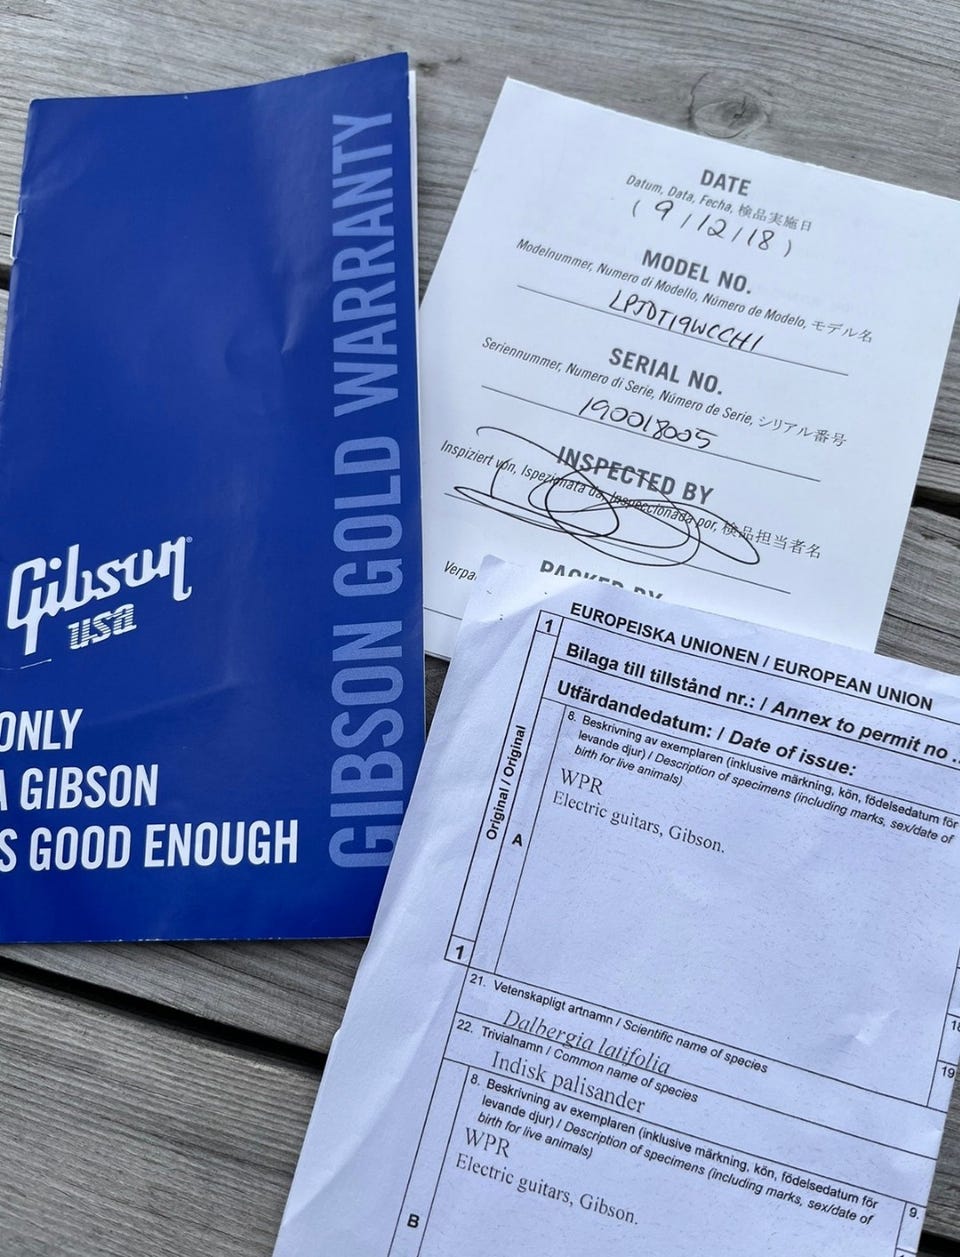 GIBSON GOLD WARRANTY
Gibson
usa
ONLY
A GIBSON
S GOOD ENOUGH
DATE
Datum, Data, Fecha, 検品実施日
( 9 / 12 / 18 )
MODEL NO.
Modelnummer, Numero di Modello, Número de Modelo, モデル名
LPJDT19WCCH1
SERIAL NO.
Seriennummer, Numero di Serie, Número de Serie, シリアル番号
190018005
INSPECTED BY
Inspiziert von, Ispezionata da, Inspeccionada por, 検品担当者名
PACKED BY
Verpa
EUROPEISKA UNIONEN / EUROPEAN UNION
1
Bilaga till tillstånd nr.: / Annex to permit no
Utfärdandedatum: / Date of issue:
Original / Original
A
8. Beskrivning av exemplaren (inklusive märkning, kön, födelsedatum för
levande djur) / Description of specimens (including marks, sex/date of
birth for live animals)
WPR
Electric guitars, Gibson.
1
18
19
21. Vetenskapligt artnamn / Scientific name of species
Dalbergia latifolia
22. Trivialnamn / Common name of species
Indisk palisander
8. Beskrivning av exemplaren (inklusive märkning, kön, födelsedatum för
levande djur) / Description of specimens (including marks, sex/date of
birth for live animals)
9.
WPR
Electric guitars, Gibson.
B